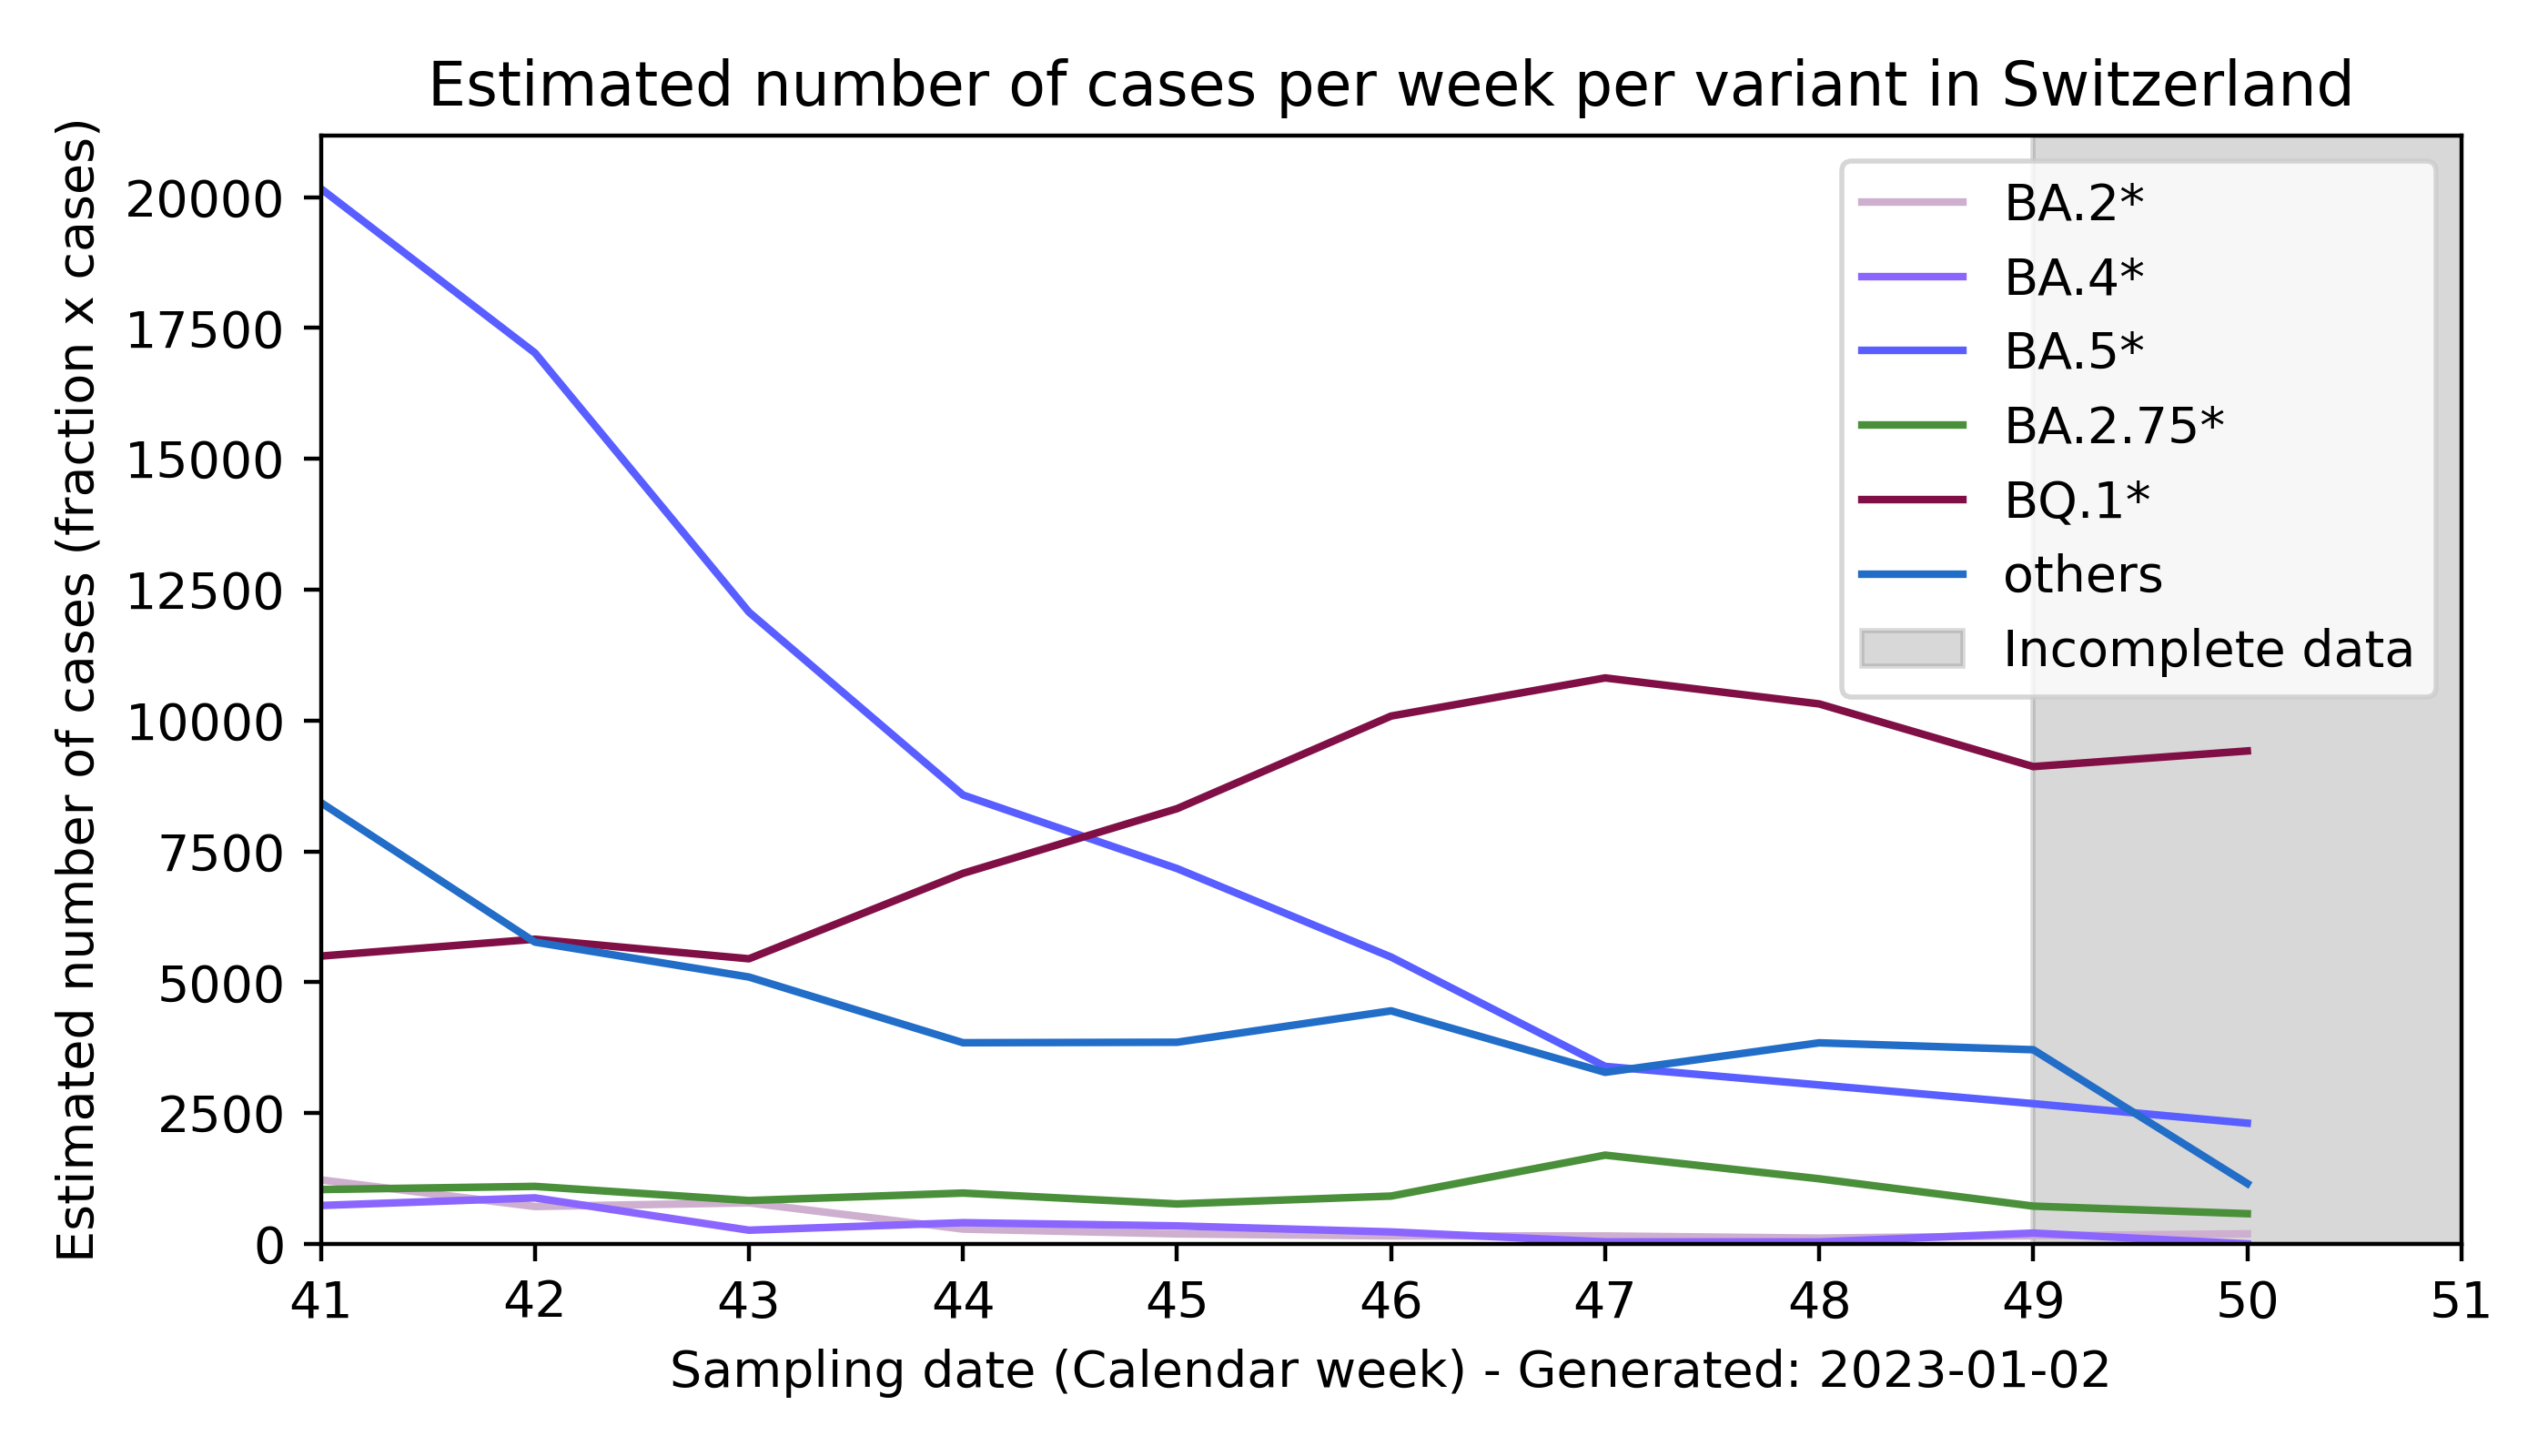 Estimated number of cases per week per variant in Switzerland
Estimated number of cases (fraction x cases)
20000
17500
15000
12500
10000
7500
5000
2500
0
BA.2*
BA.4*
BA.5*
BA.2.75*
BQ.1*
others
Incomplete data
41 42 43 44 45 46 47 48 49 50 51
Sampling date (Calendar week) - Generated: 2023-01-02